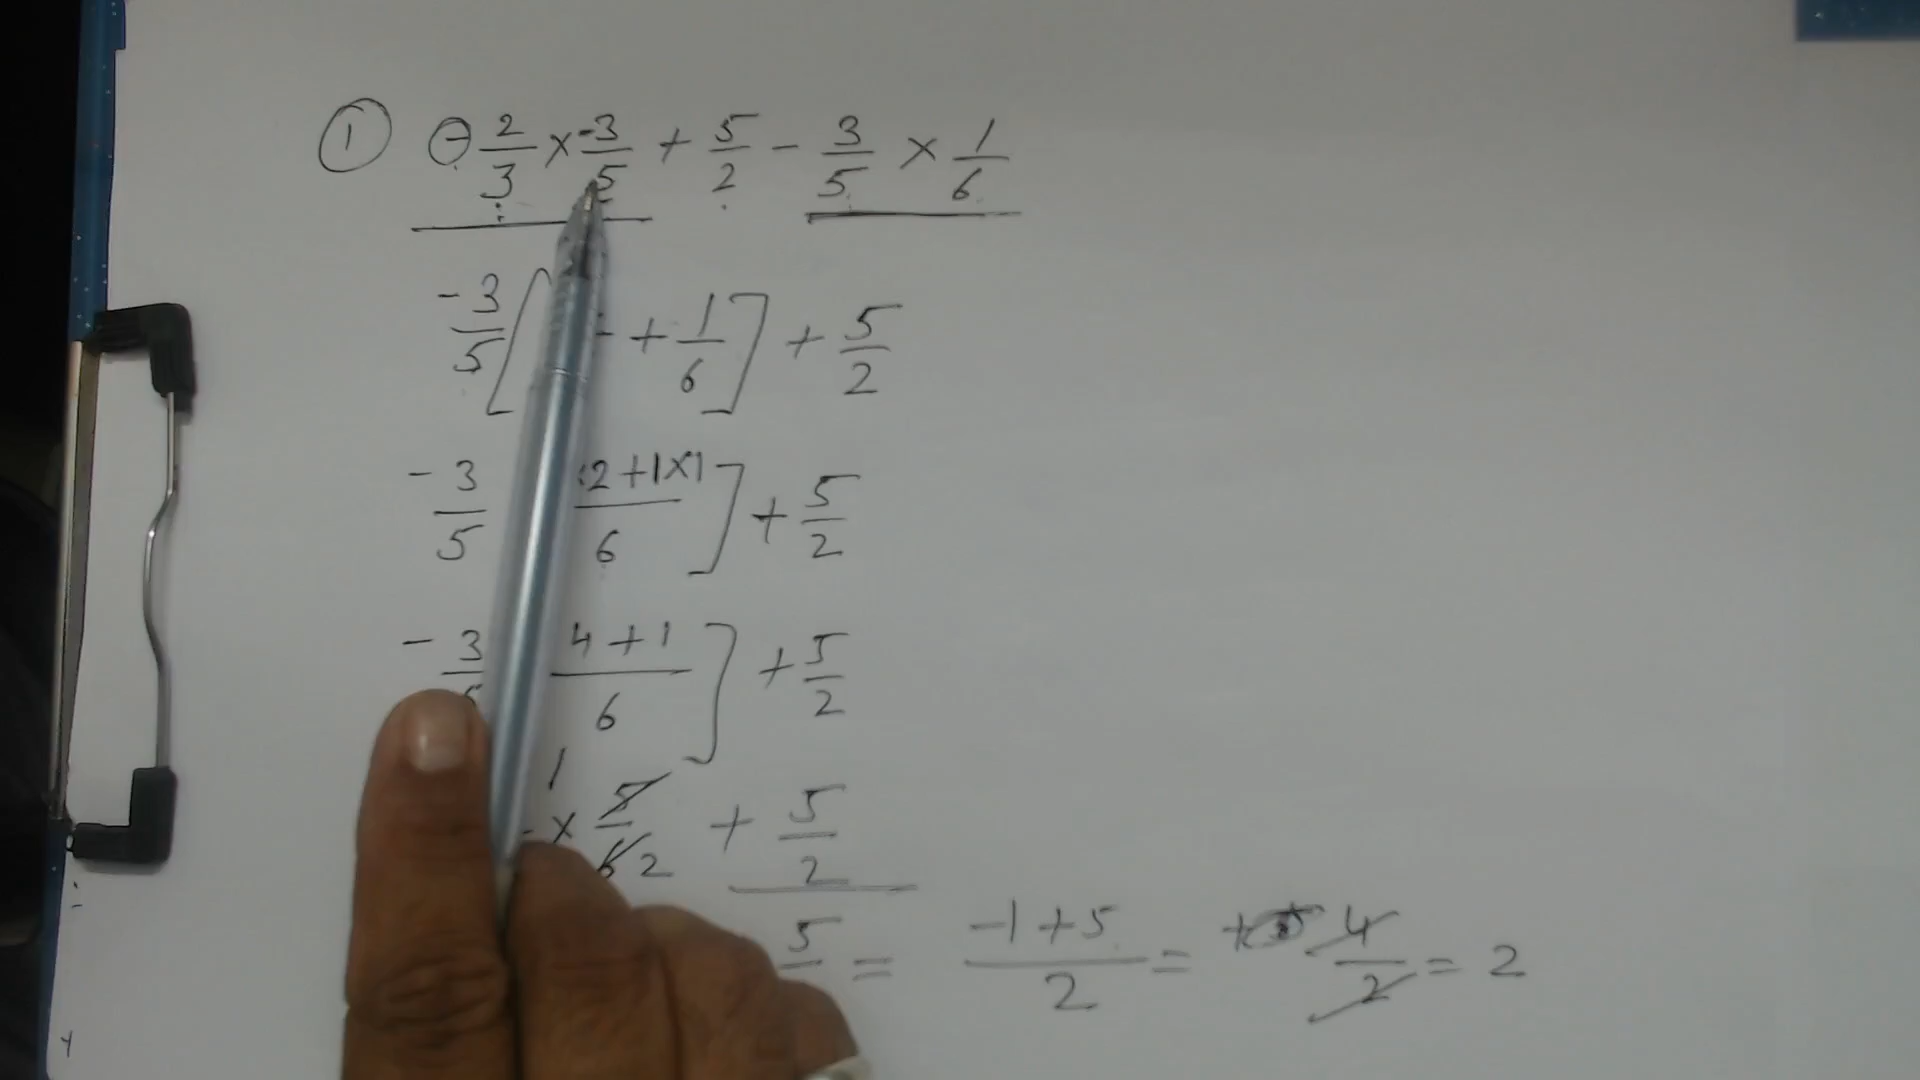 ① - 2/3 × -3/5 + 5/2 - 3/5 × 1/6
-3/5 [ + 1/6 ] + 5/2
-3/5 2 + 1×1 / 6 ] + 5/2
-3 4 + 1 / 6 ] + 5/2
1
× 5/6 2 + 5/2
5 = -1 + 5 / 2 = + 4/2 = 2